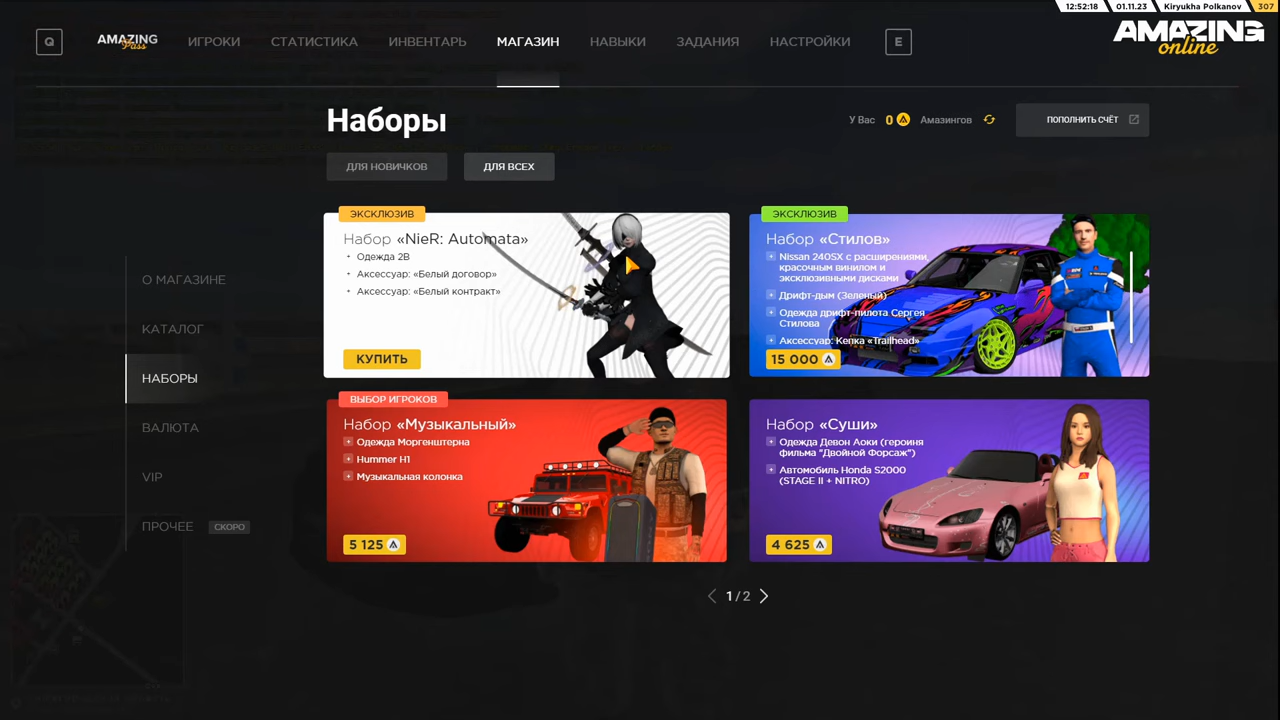 12:52:18 01.11.23 Kiryukha Polkanov 307
AMAZING
online
Q AMAZING Pass ИГРОКИ СТАТИСТИКА ИНВЕНТАРЬ МАГАЗИН НАВЫКИ ЗАДАНИЯ НАСТРОЙКИ E
Наборы
У Вас 0 Амазингов
ПОПОЛНИТЬ СЧЁТ
ДЛЯ НОВИЧКОВ ДЛЯ ВСЕХ
О МАГАЗИНЕ
КАТАЛОГ
НАБОРЫ
ВАЛЮТА
VIP
ПРОЧЕЕ СКОРО
ЭКСКЛЮЗИВ
Набор «NieR: Automata»
Одежда 2B
Аксессуар: «Белый договор»
Аксессуар: «Белый контракт»
КУПИТЬ
ЭКСКЛЮЗИВ
Набор «Стилов»
Nissan 240SX с расширениями,
красочным винилом и
эксклюзивными дисками
Дрифт-дым (Зеленый)
Одежда дрифт-пилота Сергея
Стилова
Аксессуар: Кепка «Trailhead»
15 000
ВЫБОР ИГРОКОВ
Набор «Музыкальный»
Одежда Моргенштерна
Hummer H1
Музыкальная колонка
5 125
Набор «Суши»
Одежда Девон Аоки (героиня
фильма "Двойной Форсаж")
Автомобиль Honda S2000
(STAGE II + NITRO)
4 625
1 / 2